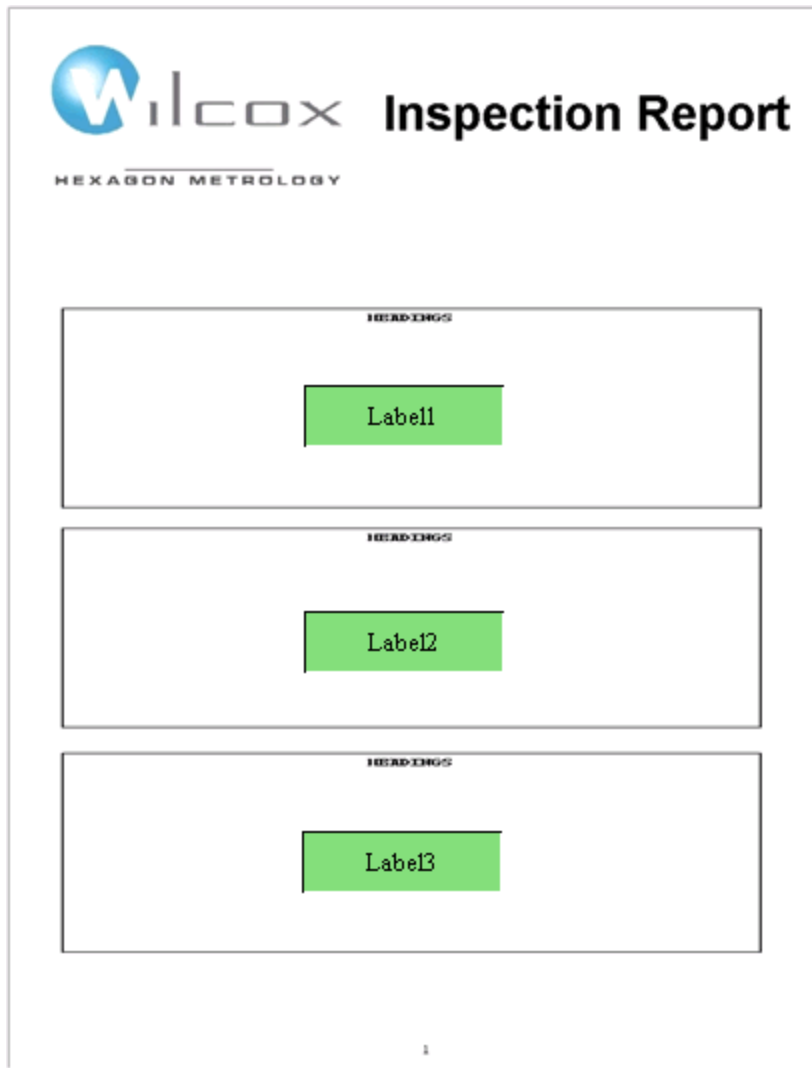 Wilcox Inspection Report
HEXAGON METROLOGY
HEADINGS
Label1
HEADINGS
Label2
HEADINGS
Label3
1